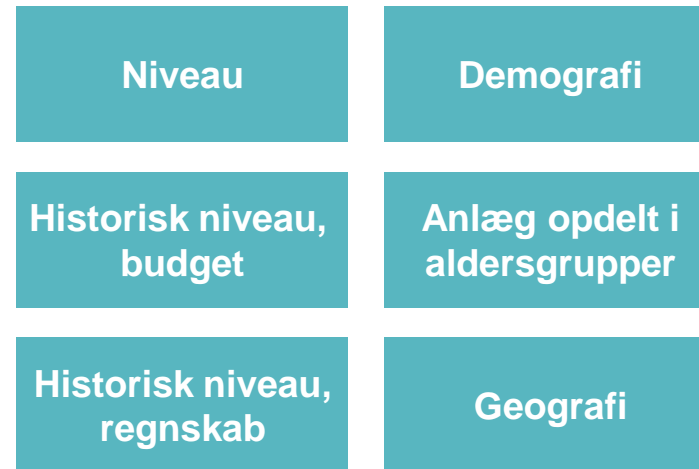 Niveau
Demografi
Historisk niveau,
budget
Anlæg opdelt i
aldersgrupper
Historisk niveau,
regnskab
Geografi